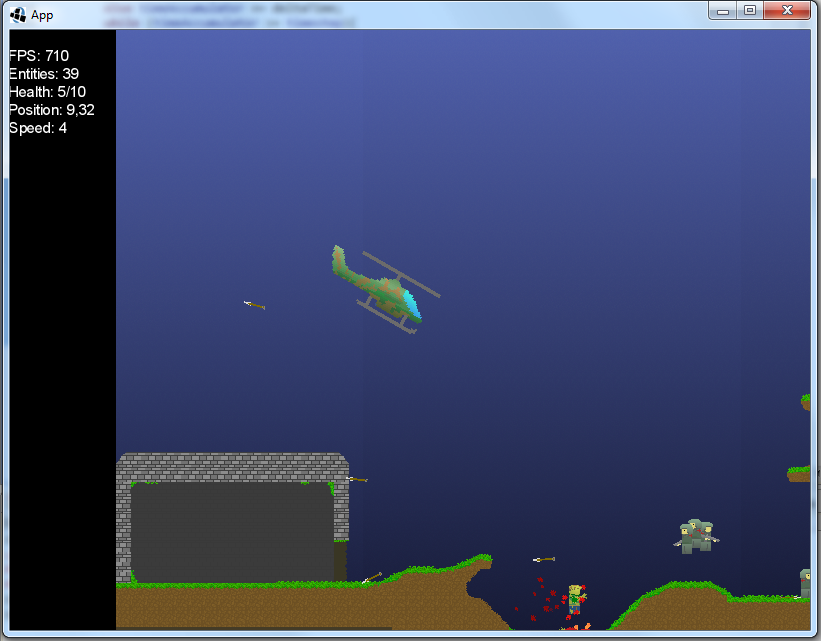 App
FPS: 710
Entities: 39
Health: 5/10
Position: 9,32
Speed: 4